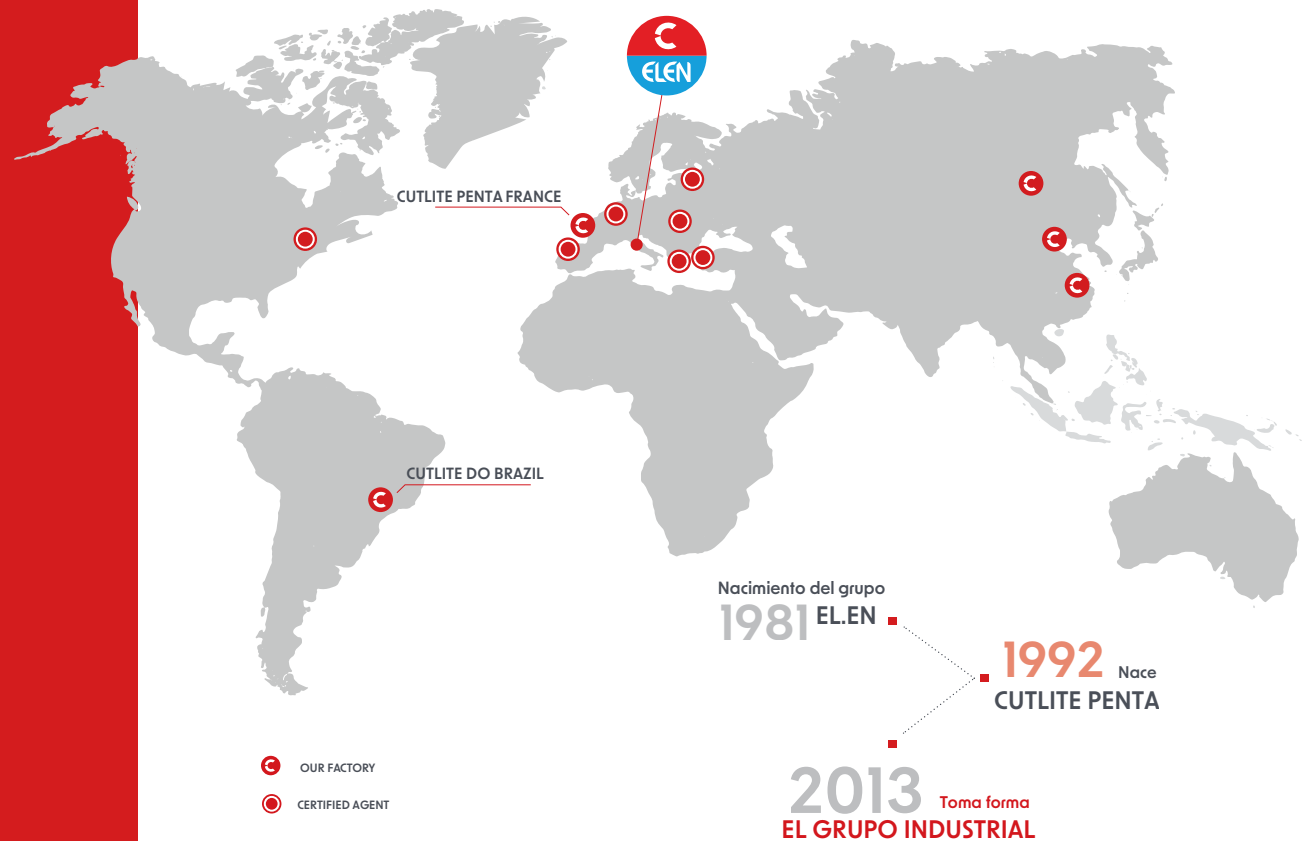 ELEN
CUTLITE PENTA FRANCE
CUTLITE DO BRAZIL
Nacimiento del grupo
1981 EL.EN
1992 Nace
CUTLITE PENTA
OUR FACTORY
CERTIFIED AGENT
2013 Toma forma
EL GRUPO INDUSTRIAL